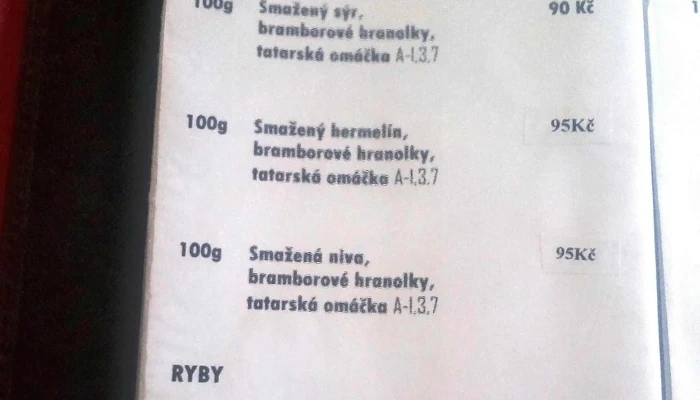 100g Smažený sýr, 90 Kč
bramborové hranolky,
tatarská omáčka A-1,3,7
100g Smažený hermelín, 95Kč
bramborové hranolky,
tatarská omáčka A-1,3,7
100g Smažená niva, 95Kč
bramborové hranolky,
tatarská omáčka A-1,3,7
RYBY